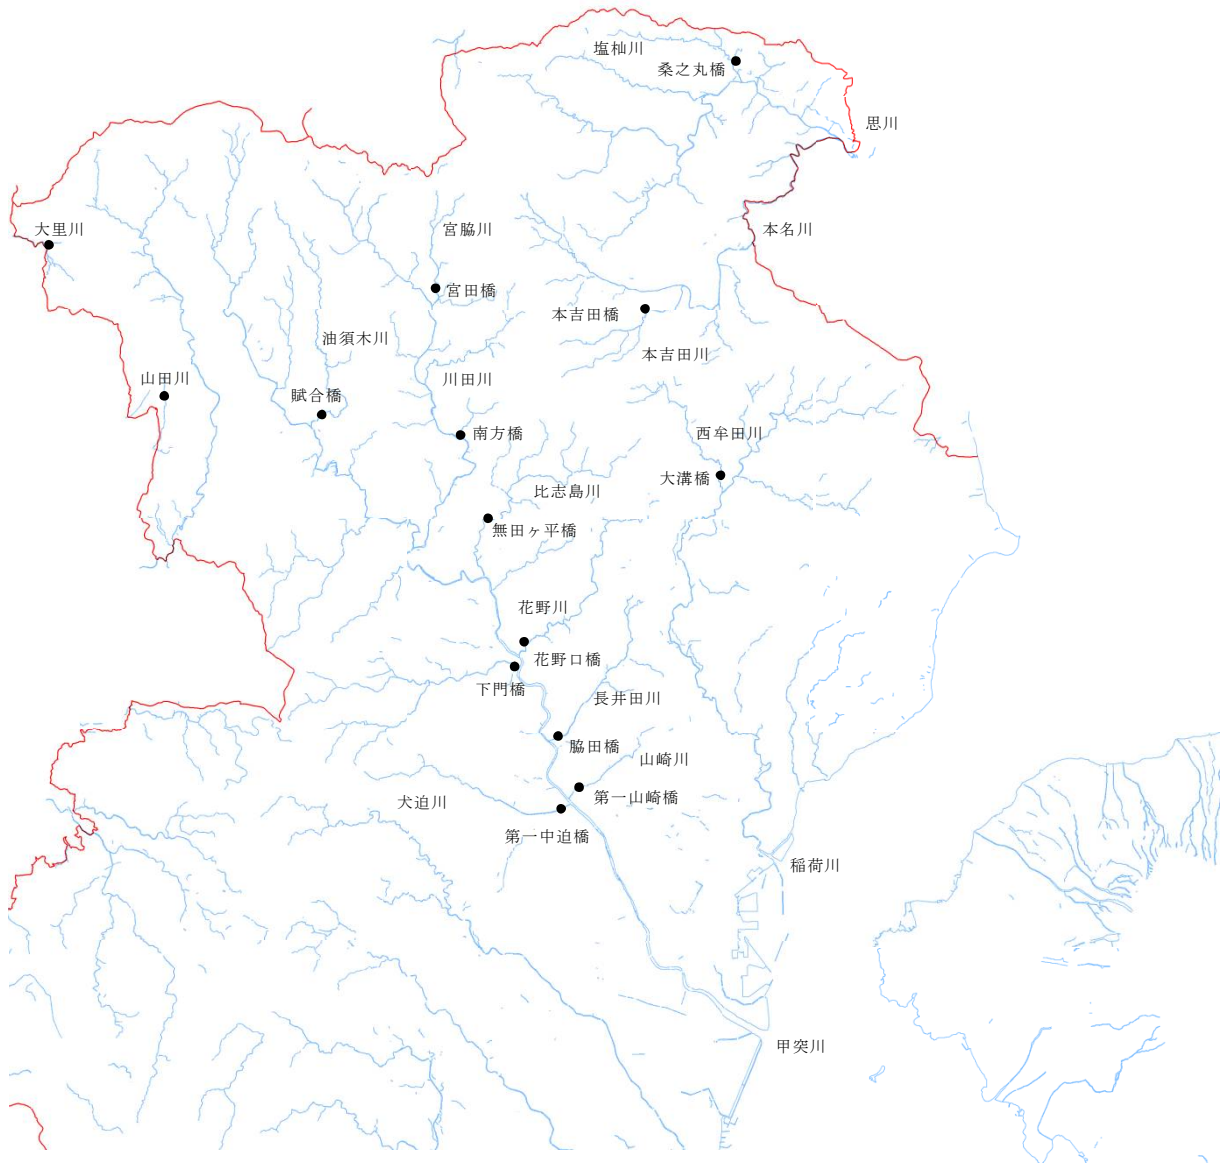 塩杣川
桑之丸橋
思川
大里川
宮脇川
本名川
宮田橋
本吉田橋
油須木川
本吉田川
山田川
川田川
賦合橋
南方橋
西牟田川
大溝橋
比志島川
無田ヶ平橋
花野川
花野口橋
下門橋
長井田川
脇田橋
山崎川
第一山崎橋
犬迫川
第一中迫橋
稲荷川
甲突川